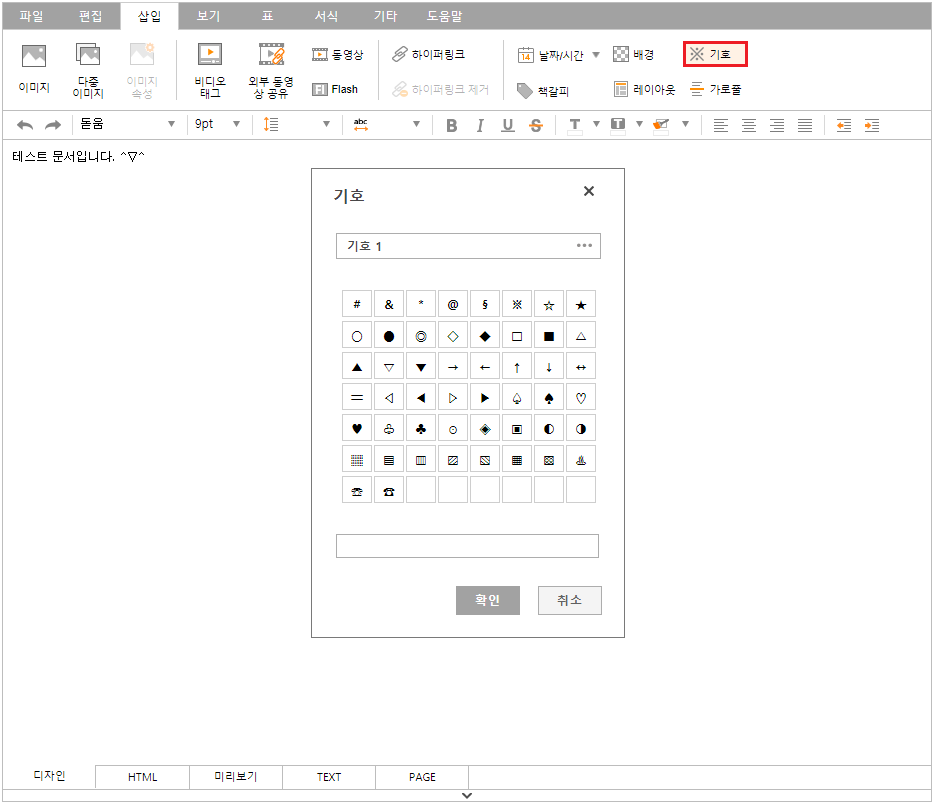 파일 편집 삽입 보기 표 서식 기타 도움말
이미지 다중 이미지 이미지 속성 비디오 태그 외부 동영상 공유 동영상 하이퍼링크 14 날짜/시간 배경 ※ 기호
Flash 하이퍼링크 제거 책갈피 레이아웃 가로줄
돋움 9pt abc B I U S T T
테스트 문서입니다. ^▽^
기호 ×
기호 1 •••
# & * @ § ※ ☆ ★
○ ● ◎ ◇ ◆ □ ■ △
▲ ▽ ▼ → ← ↑ ↓ ↔
〓 ◁ ◀ ▷ ▶ ♤ ♠ ♡
♥ ♧ ♣ ⊙ ◈ ▣ ◐ ◑
▦ ▤ ▥ ▨ ▧ ▦ ▩ ♨
☏ ☎
확인 취소
디자인 HTML 미리보기 TEXT PAGE